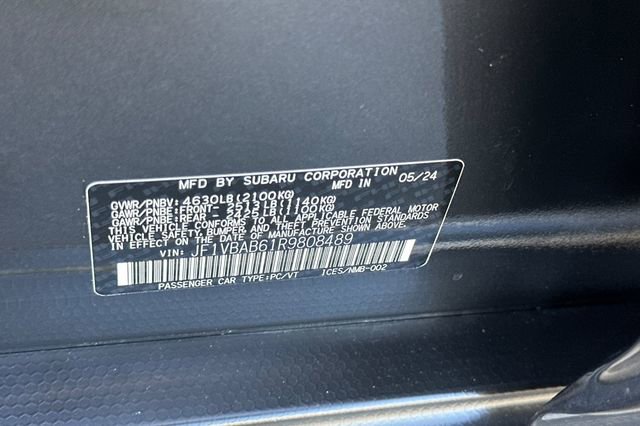 MFD BY SUBARU CORPORATION
MFD IN 05/24
GVWR/PNBV: 4630LB(2100KG)
GAWR/PNBE:FRONT- 2513LB(1140KG)
GAWR/PNBE:REAR - 2425LB(1100KG)
THIS VEHICLE CONFORMS TO ALL APPLICABLE FEDERAL MOTOR
VEHICLE SAFETY, BUMPER, AND THEFT PREVENTION STANDARDS
IN EFFECT ON THE DATE OF MANUFACTURE SHOWN ABOVE.
VIN: JF1VBAB61R9808489
PASSENGER CAR TYPE:PC/VT ICES/NMB-002